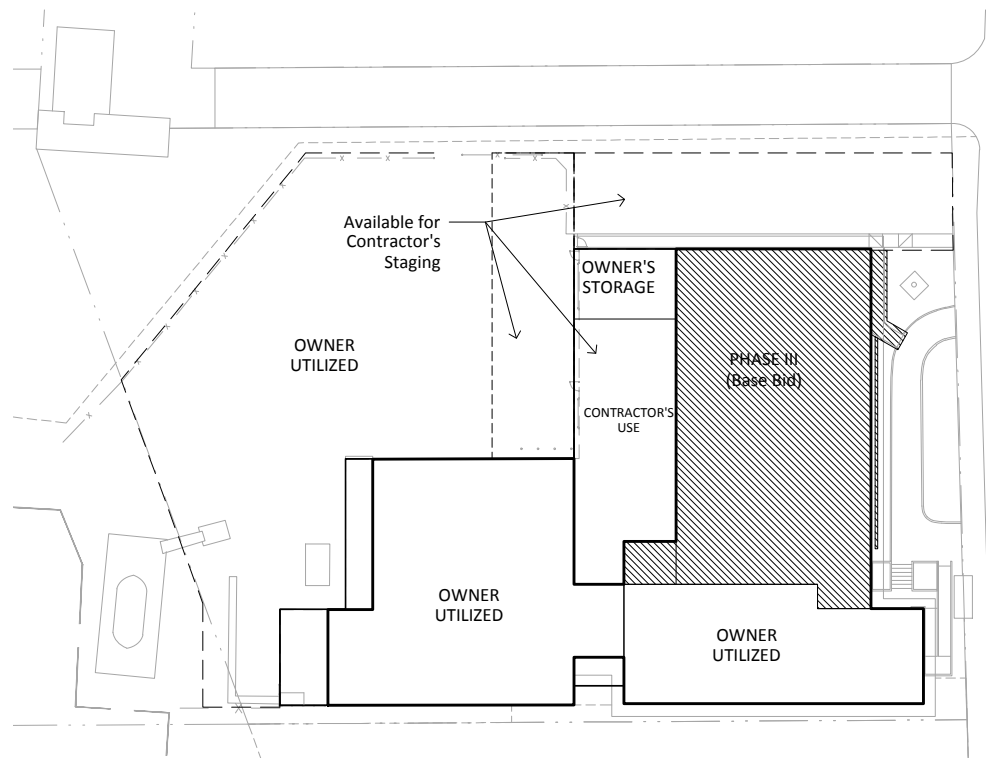 Available for
Contractor's
Staging
OWNER'S
STORAGE
OWNER
UTILIZED
PHASE III
(Base Bid)
CONTRACTOR'S
USE
OWNER
UTILIZED
OWNER
UTILIZED